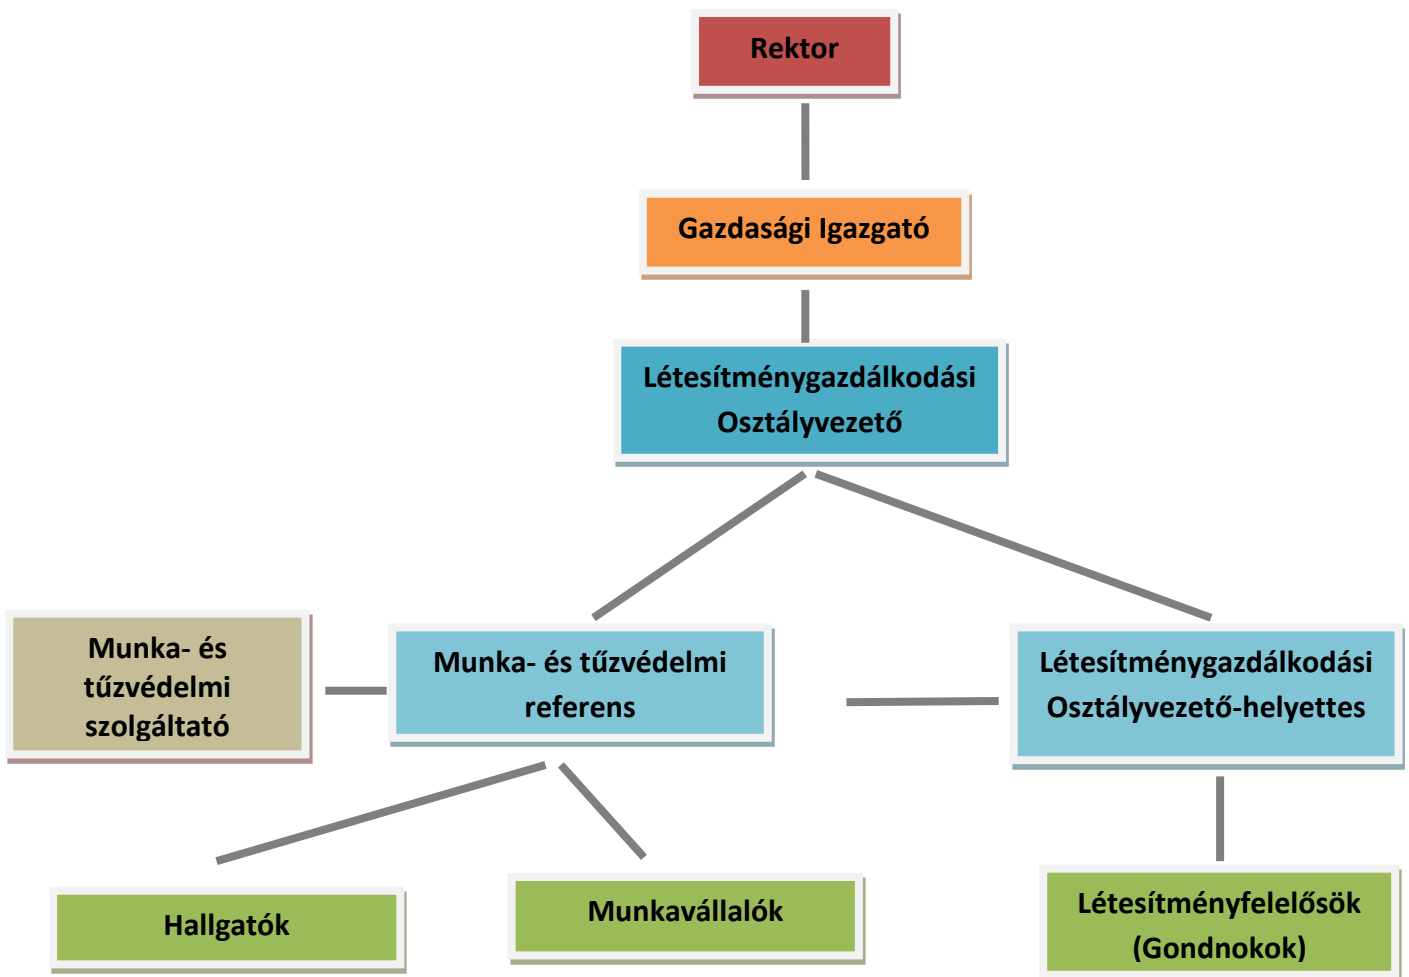 Rektor
Gazdasági Igazgató
Létesítménygazdálkodási
Osztályvezető
Munka- és
tűzvédelmi
szolgáltató
Munka- és tűzvédelmi
referens
Létesítménygazdálkodási
Osztályvezető-helyettes
Hallgatók
Munkavállalók
Létesítményfelelősök
(Gondnokok)